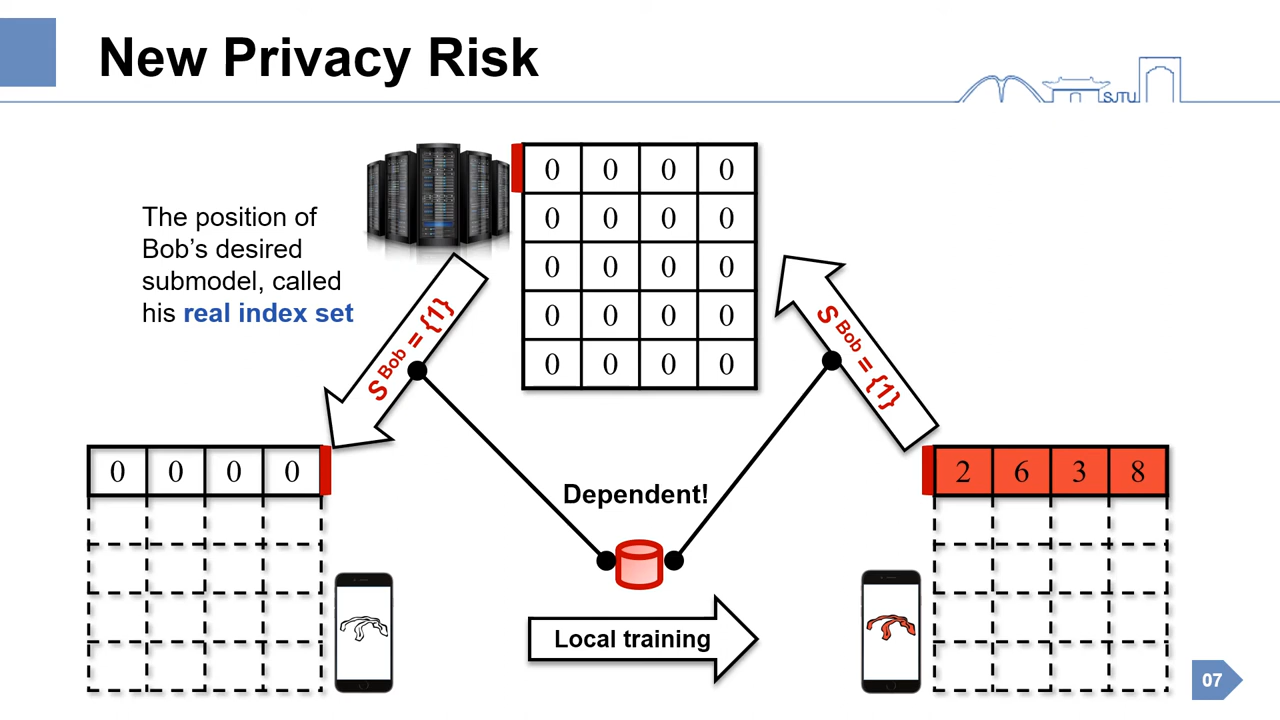 New Privacy Risk
SJTU
0 0 0 0
0 0 0 0
0 0 0 0
0 0 0 0
0 0 0 0
The position of
Bob’s desired
submodel, called
his real index set
S Bob = {1}
S Bob = {1}
0 0 0 0
Dependent!
2 6 3 8
Local training
07